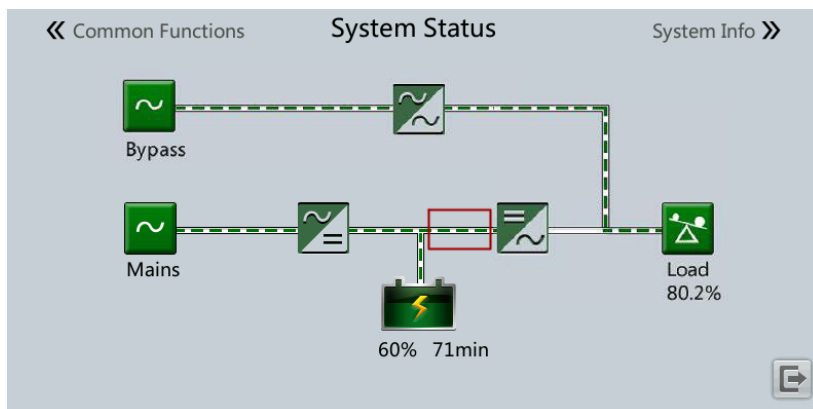 Common Functions
System Status
System Info
Bypass
Mains
Load
80.2%
60% 71min